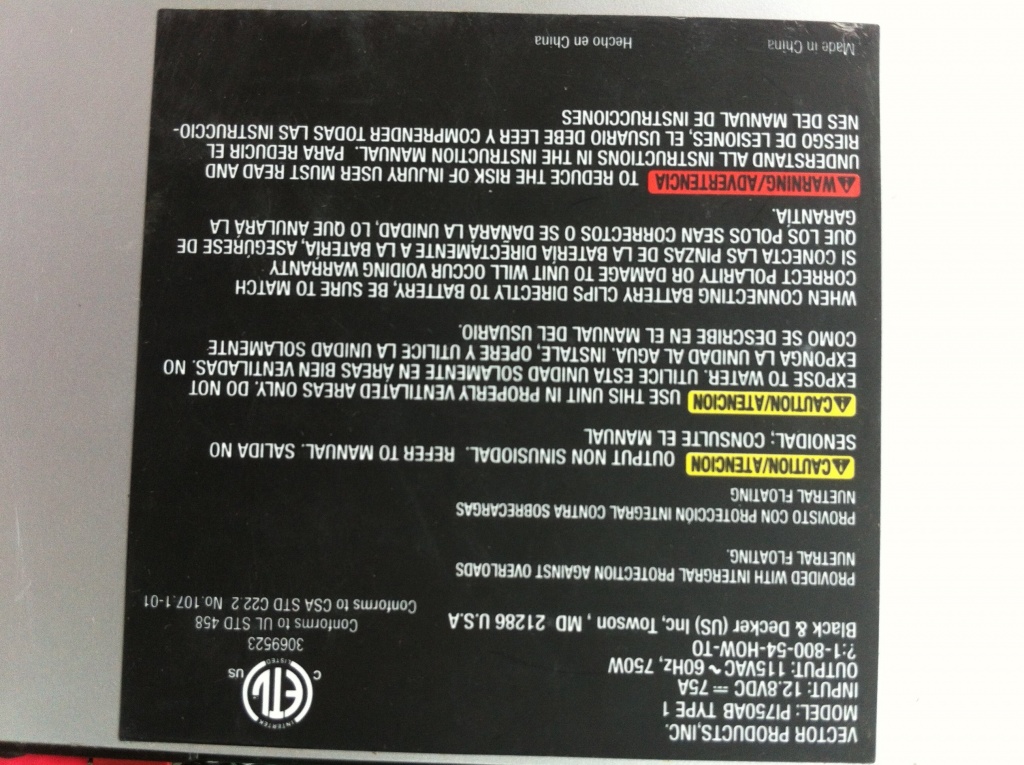 VECTOR PRODUCTS,INC.
MODEL: PI750AB TYPE 1
INPUT: 12.8VDC ⎓ 75A
OUTPUT: 115VAC ~ 60Hz, 750W
?:1-800-54-HOW-TO
Black & Decker (US) Inc, Towson , MD , 21286 U.S.A
INTERTEK
ETL
LISTED
C US
3069523
Conforms to UL STD 458
Conforms to CSA STD C22.2 No.107.1-01
PROVIDED WITH INTERGRAL PROTECTION AGAINST OVERLOADS
NUETRAL FLOATING.
PROVISTO CON PROTECCIÓN INTEGRAL CONTRA SOBRECARGAS
NUETRAL FLOATING
⚠CAUTION/ATENCION OUTPUT NON SINUSIODAL. REFER TO MANUAL. SALIDA NO
SENOIDAL; CONSULTE EL MANUAL
⚠CAUTION/ATENCION USE THIS UNIT IN PROPERLY VENTILATED AREAS ONLY. DO NOT
EXPOSE TO WATER. UTILICE ESTA UNIDAD SOLAMENTE EN ÁREAS BIEN VENTILADAS. NO
EXPONGA LA UNIDAD AL AGUA. INSTALE, OPERE Y UTILICE LA UNIDAD SOLAMENTE
COMO SE DESCRIBE EN EL MANUAL DEL USUARIO.
WHEN CONNECTING BATTERY CLIPS DIRECTLY TO BATTERY, BE SURE TO MATCH
CORRECT POLARITY OR DAMAGE TO UNIT WILL OCCUR VOIDING WARRANTY
SI CONECTA LAS PINZAS DE LA BATERÍA DIRECTAMENTE A LA BATERÍA, ASEGÚRESE DE
QUE LOS POLOS SEAN CORRECTOS O SE DAÑARÁ LA UNIDAD, LO QUE ANULARÁ LA
GARANTÍA.
⚠WARNING/ADVERTENCIA TO REDUCE THE RISK OF INJURY USER MUST READ AND
UNDERSTAND ALL INSTRUCTIONS IN THE INSTRUCTION MANUAL. PARA REDUCIR EL
RIESGO DE LESIONES, EL USUARIO DEBE LEER Y COMPRENDER TODAS LAS INSTRUCCIO-
NES DEL MANUAL DE INSTRUCCIONES
Made in China Hecho en China